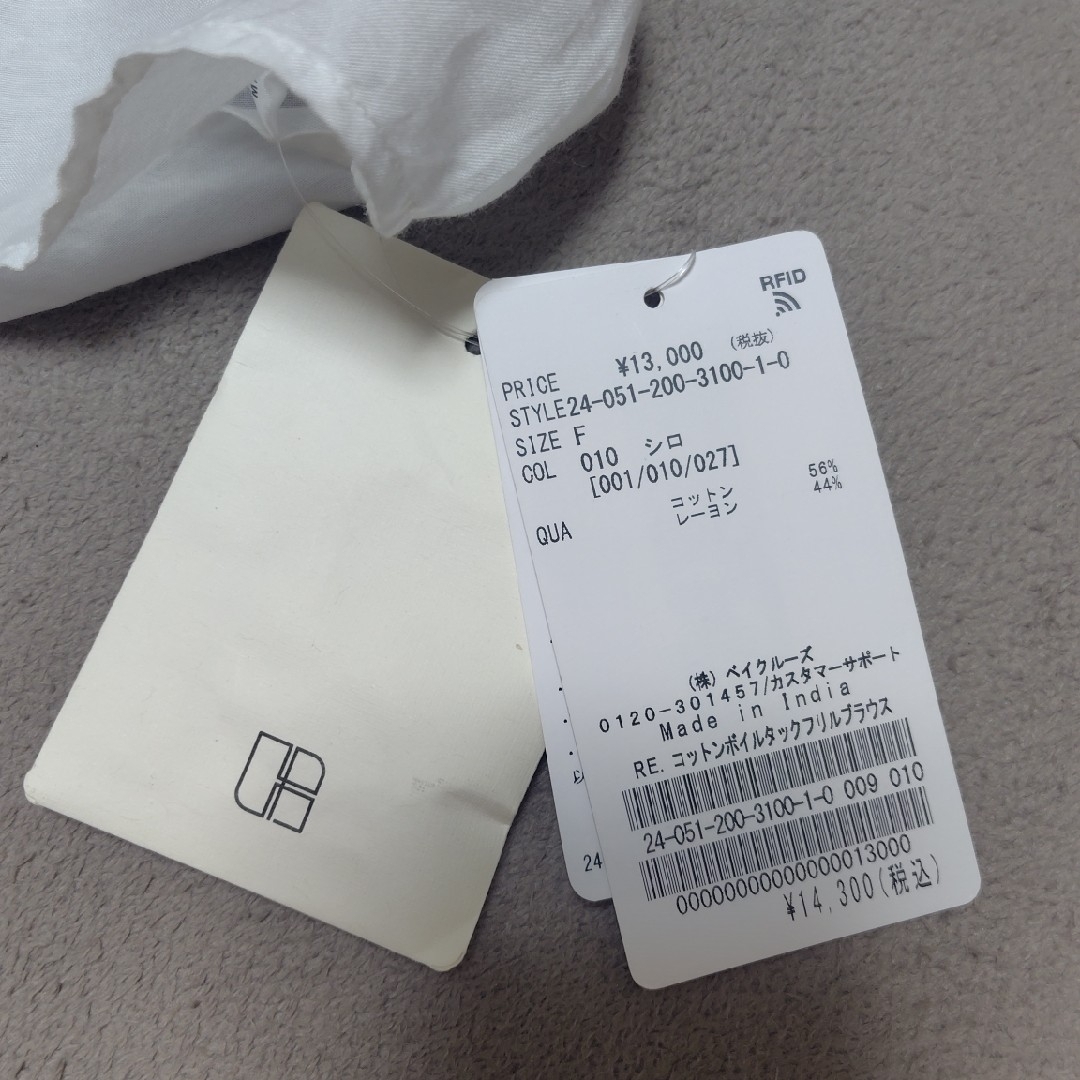 RFID
PRICE ¥13,000 (税抜)
STYLE 24-051-200-3100-1-0
SIZE F
COL 010 シロ
[001/010/027]
QUA コットン 56%
レーヨン 44%
(株) ベイクルーズ
0120-301457/カスタマーサポート
Made in India
RE. コットンボイルタックフリルブラウス
24-051-200-3100-1-0 009 010
0000000000000013000
¥14,300(税込)
24